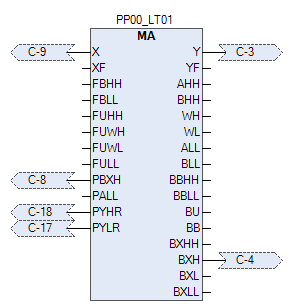 PP00_LT01
MA
C-9 X Y C-3
XF YF
FBHH AHH
FBLL BHH
FUHH WH
FUWH WL
FUWL ALL
FULL BLL
C-8 PBXH BBHH
PALL BBLL
C-18 PYHR BU
C-17 PYLR BB
BXHH
BXH C-4
BXL
BXLL